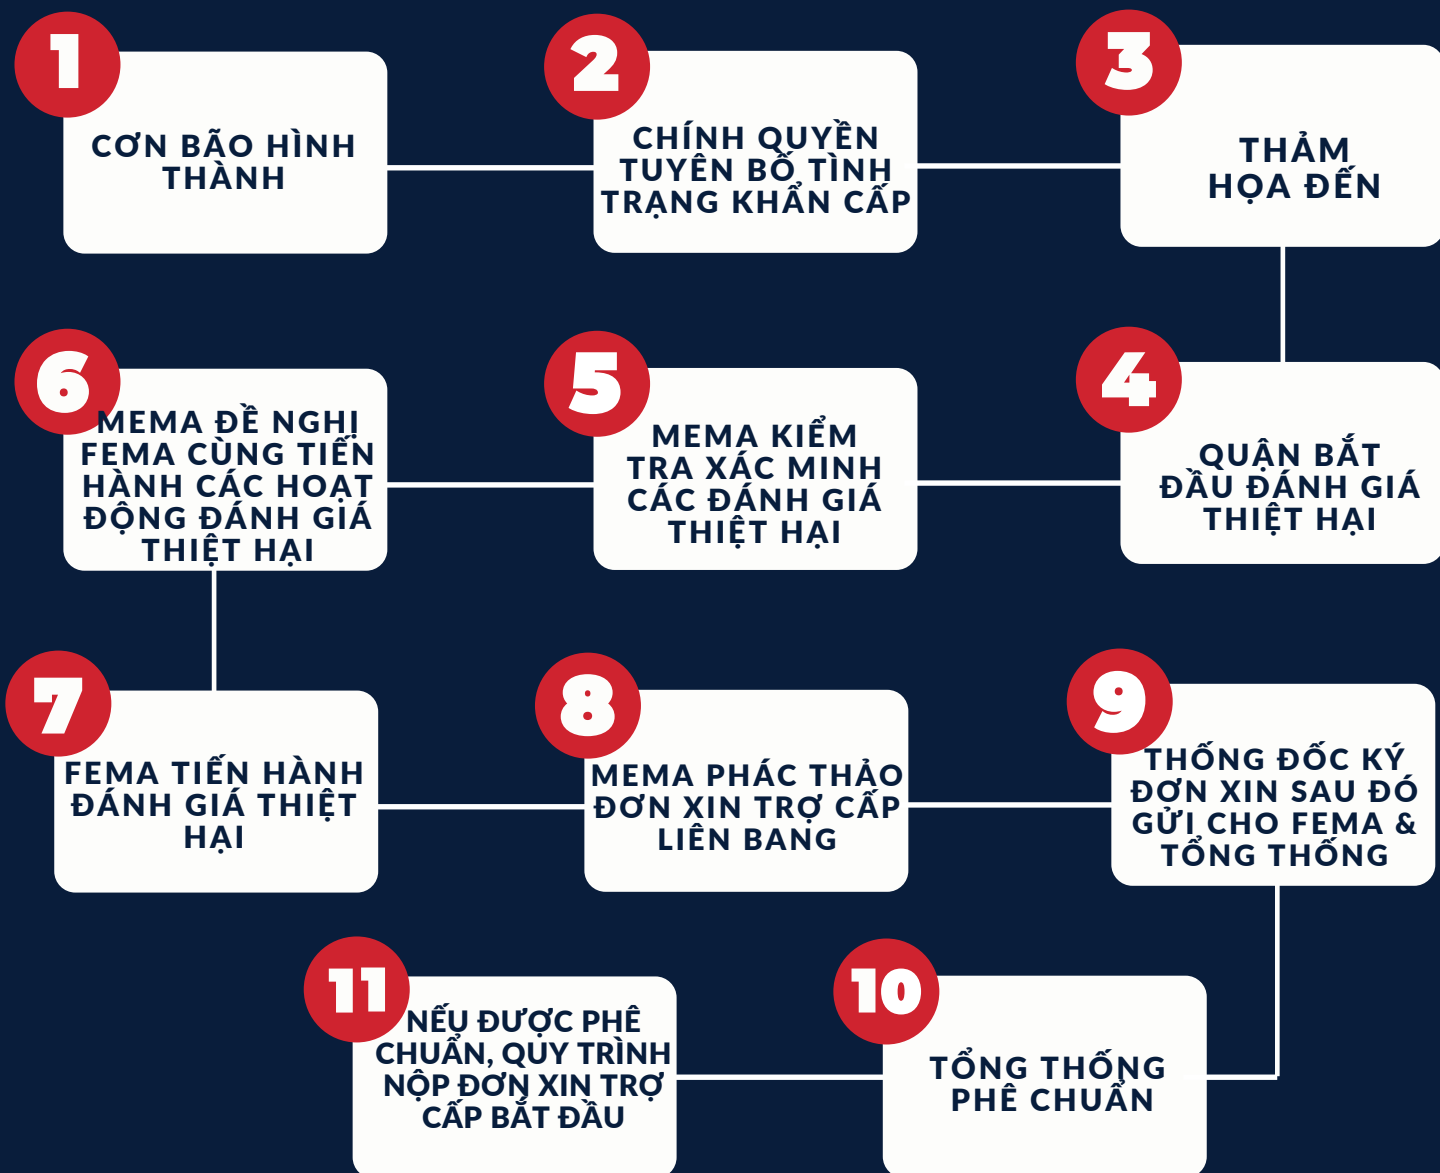 1
CƠN BÃO HÌNH
THÀNH
2
CHÍNH QUYỀN
TUYÊN BỐ TÌNH
TRẠNG KHẨN CẤP
3
THẢM
HỌA ĐẾN
4
QUẬN BẮT
ĐẦU ĐÁNH GIÁ
THIỆT HẠI
5
MEMA KIỂM
TRA XÁC MINH
CÁC ĐÁNH GIÁ
THIỆT HẠI
6
MEMA ĐỀ NGHỊ
FEMA CÙNG TIẾN
HÀNH CÁC HOẠT
ĐỘNG ĐÁNH GIÁ
THIỆT HẠI
7
FEMA TIẾN HÀNH
ĐÁNH GIÁ THIỆT
HẠI
8
MEMA PHÁC THẢO
ĐƠN XIN TRỢ CẤP
LIÊN BANG
9
THỐNG ĐỐC KÝ
ĐƠN XIN SAU ĐÓ
GỬI CHO FEMA &
TỔNG THỐNG
10
TỔNG THỐNG
PHÊ CHUẨN
11
NẾU ĐƯỢC PHÊ
CHUẨN, QUY TRÌNH
NỘP ĐƠN XIN TRỢ
CẤP BẮT ĐẦU